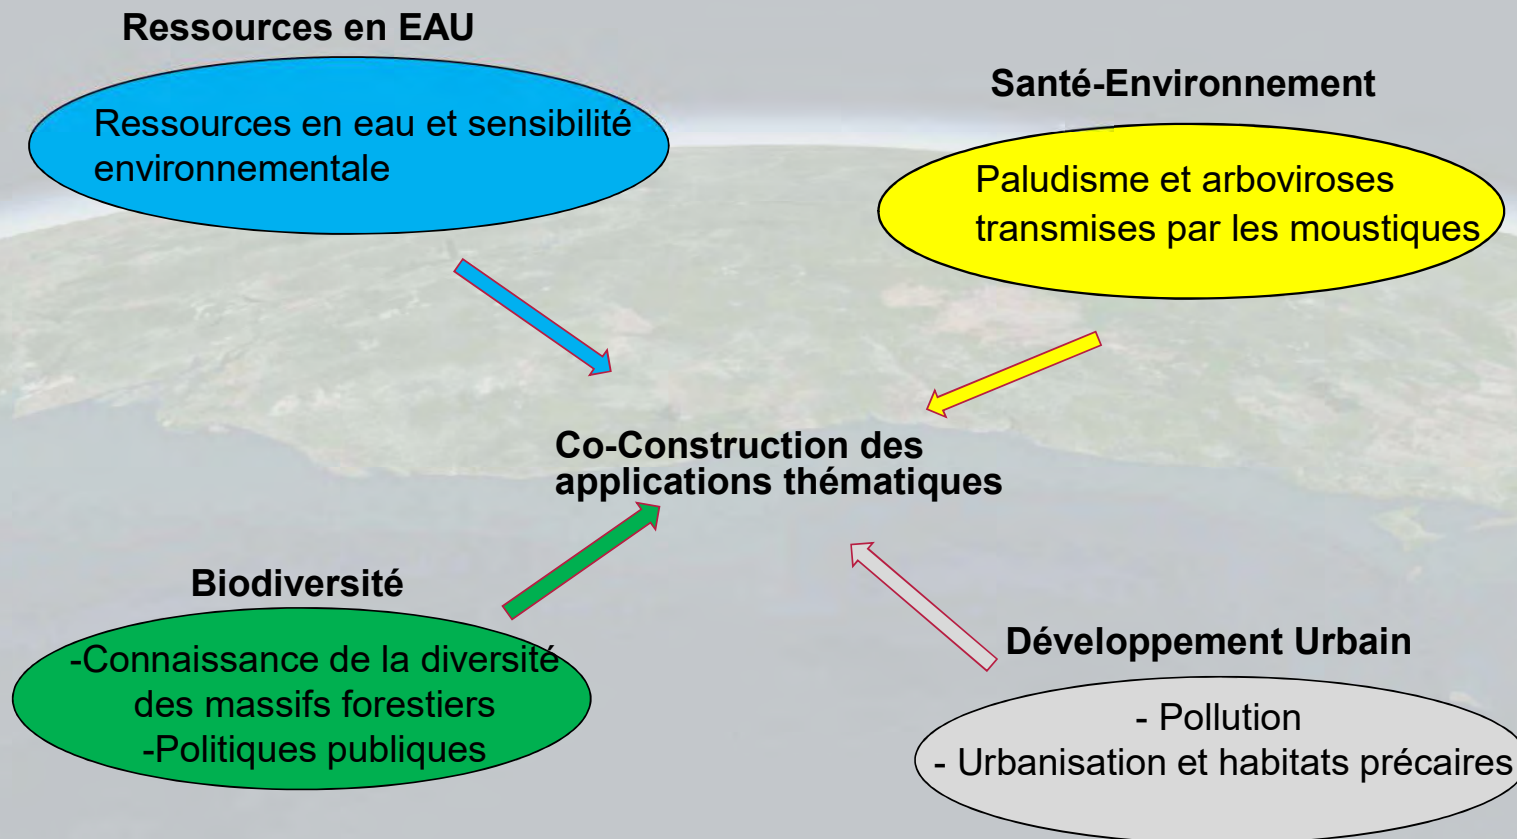 Ressources en EAU
Ressources en eau et sensibilité
environnementale
Santé-Environnement
Paludisme et arboviroses
transmises par les moustiques
Co-Construction des
applications thématiques
Biodiversité
-Connaissance de la diversité
des massifs forestiers
-Politiques publiques
Développement Urbain
- Pollution
- Urbanisation et habitats précaires